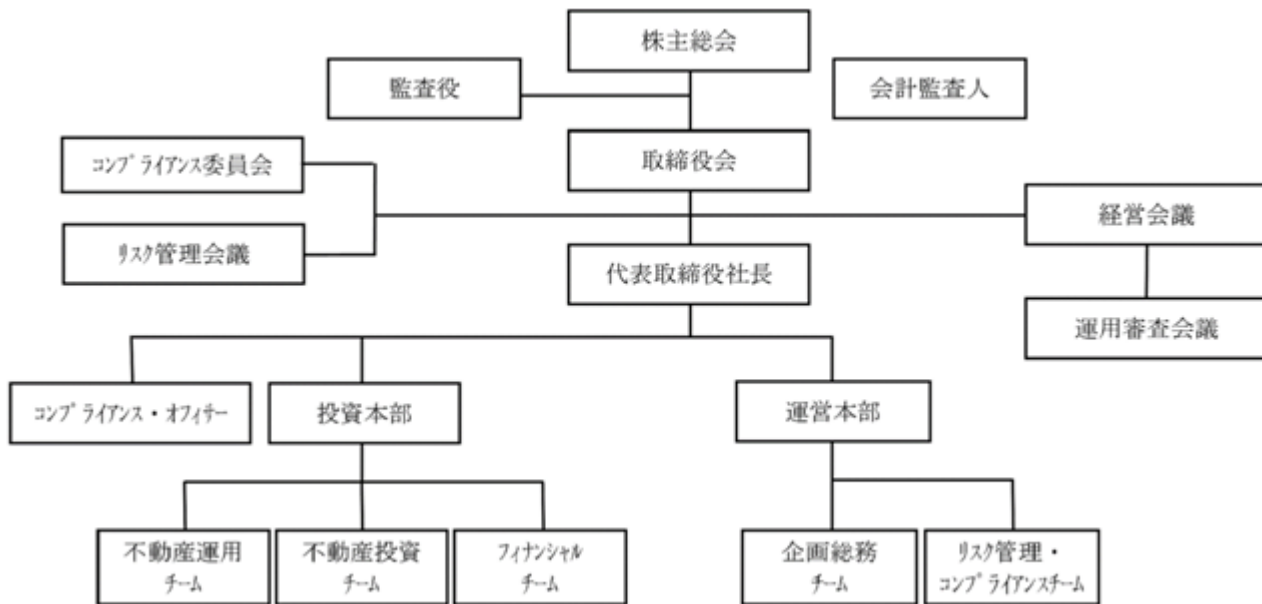 株主総会
監査役
会計監査人
取締役会
ｺﾝﾌﾟﾗｲｱﾝｽ委員会
経営会議
ﾘｽｸ管理会議
代表取締役社長
運用審査会議
ｺﾝﾌﾟﾗｲｱﾝｽ・ｵﾌｨｻｰ
投資本部
運営本部
不動産運用
ﾁｰﾑ
不動産投資
ﾁｰﾑ
ﾌｨﾅﾝｼｬﾙ
ﾁｰﾑ
企画総務
ﾁｰﾑ
ﾘｽｸ管理・
ｺﾝﾌﾟﾗｲｱﾝｽﾁｰﾑ